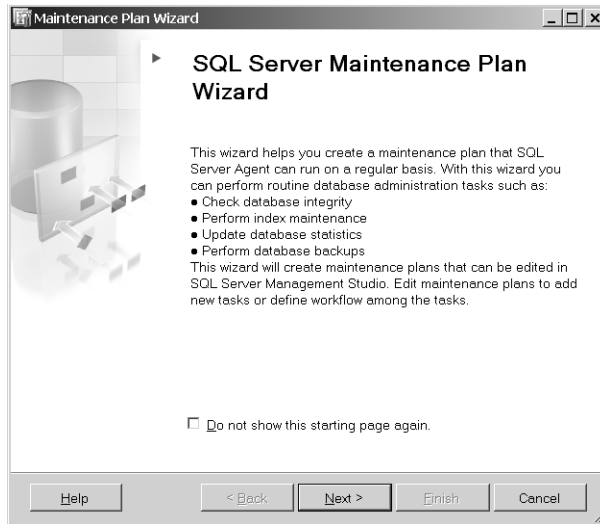 Maintenance Plan Wizard
SQL Server Maintenance Plan
Wizard
This wizard helps you create a maintenance plan that SQL
Server Agent can run on a regular basis. With this wizard you
can perform routine database administration tasks such as:
● Check database integrity
● Perform index maintenance
● Update database statistics
● Perform database backups
This wizard will create maintenance plans that can be edited in
SQL Server Management Studio. Edit maintenance plans to add
new tasks or define workflow among the tasks.
Do not show this starting page again.
Help < Back Next > Finish Cancel